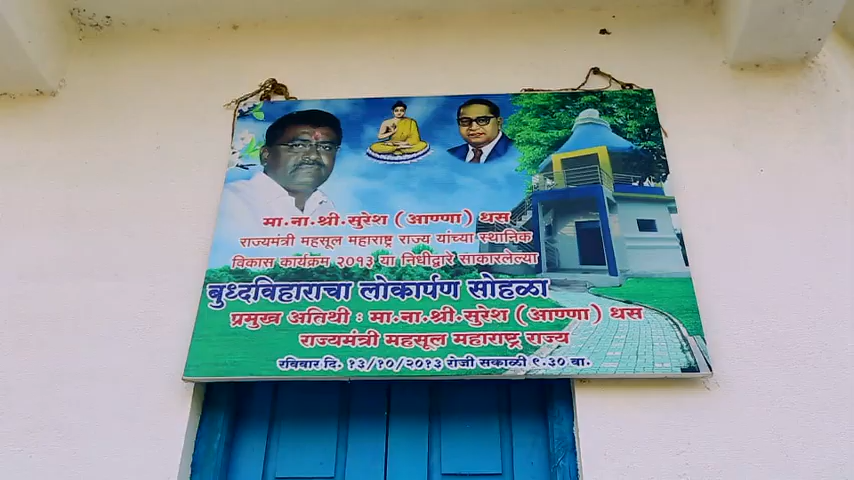 मा.ना.श्री.सुरेश (आण्णा) धस
राज्यमंत्री महसूल महाराष्ट्र राज्य यांच्या स्थानिक
विकास कार्यक्रम २०१३ या निधीद्वारे साकारलेल्या
बुध्दविहाराचा लोकार्पण सोहळा
प्रमुख अतिथी : मा.ना.श्री.सुरेश (आण्णा) धस
राज्यमंत्री महसूल महाराष्ट्र राज्य
रविवार दि. १३/१०/२०१३ रोजी सकाळी ९.३० वा.